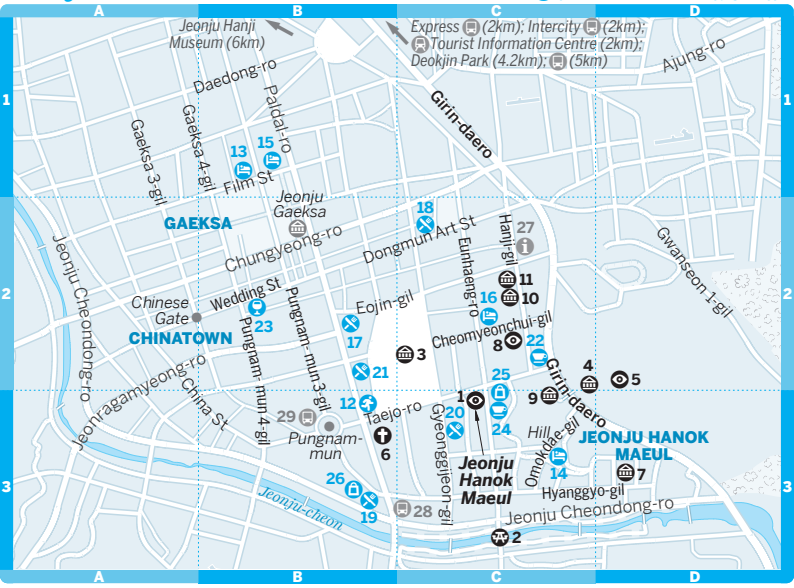 A
B
C
D
Jeonju Hanji
Museum (6km)
Express (2km); Intercity (2km);
Tourist Information Centre (2km);
Deokjin Park (4.2km); (5km)
1
1
Daedong-ro
Paldal-ro
Girin-daero
Ajung-ro
Gaeksa 3-gil
Gaeksa 4-gil
13
15
Film St
Jeonju
Gaeksa
GAEKSA
Chungyeong-ro
18
Dongmun Art St
Eunhaeng-ro
Hanji-gil
27
Gwanseon 1-gil
Jeonju Cheondong-ro
2
2
Chinese
Gate
CHINATOWN
Wedding St
23
Pungnam- mun 3-gil
Pungnam- mun 4-gil
Eojin-gil
17
11
10
16
Cheomyeonchui-gil
8
22
3
21
4
5
Girin-daero
Jeonragamyeong-ro
China St
12
Taejo-ro
1
25
9
24
20
29
Pungnam-
mun
6
Gyeonggijeon-gil
Jeonju
Hanok
Maeul
Hill
Omokdae-gil
14
JEONJU HANOK
MAEUL
7
Hyanggyo-gil
3
3
26
19
28
Jeonju-cheon
Jeonju Cheondong-ro
2
A
B
C
D